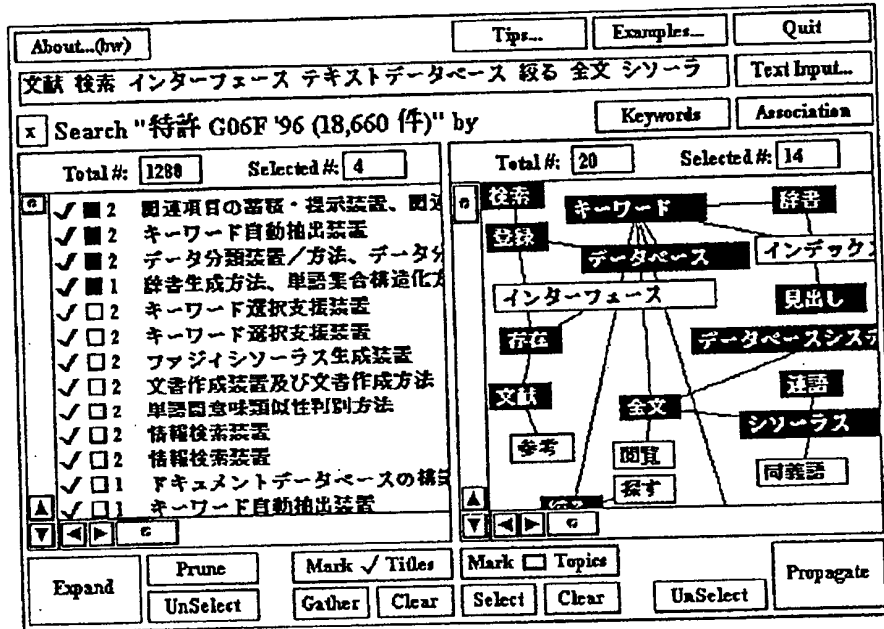 About...(hw) Tips... Examples... Quit
文献 検索 インターフェース テキストデータベース 絞る 全文 シソーラ Text Input...
x Search "特許 G06F '96 (18,660 件)" by Keywords Association
Total #: 1288 Selected #: 4
2 関連項目の蓄積・提示装置、関連
2 キーワード自動抽出装置
2 データ分類装置/方法、データ分
1 辞書生成方法、単語集合構造化方
2 キーワード選択支援装置
2 キーワード選択支援装置
2 ファジイシソーラス生成装置
2 文書作成装置及び文書作成方法
2 単語間意味類似性判別方法
2 情報検索装置
2 情報検索装置
1 ドキュメントデータベースの構築
1 キーワード自動抽出装置
Total #: 20 Selected #: 14
検索 キーワード 辞書
登録 データベース インデックス
インターフェース 見出し
存在 データベースシステ
文献 全文 連語
シソーラス
参考 閲覧 同義語
探す
Expand Prune Mark ✓ Titles Mark Topics Propagate
UnSelect Gather Clear Select Clear UnSelect